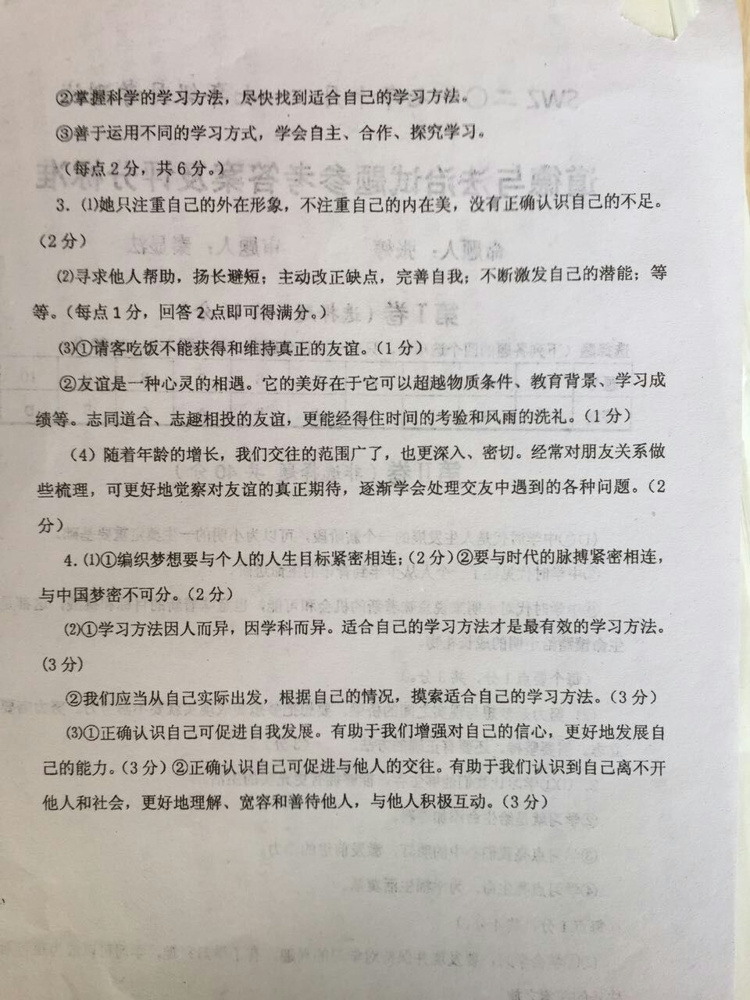 ②掌握科学的学习方法，尽快找到适合自己的学习方法。
③善于运用不同的学习方式，学会自主、合作、探究学习。
（每点2分，共6分。）
3．⑴她只注重自己的外在形象，不注重自己的内在美，没有正确认识自己的不足。
（2分）
⑵寻求他人帮助，扬长避短；主动改正缺点，完善自我；不断激发自己的潜能；等
等。（每点1分，回答2点即可得满分。）
⑶①请客吃饭不能获得和维持真正的友谊。（1分）
②友谊是一种心灵的相遇。它的美好在于它可以超越物质条件、教育背景、学习成
绩等。志同道合、志趣相投的友谊，更能经得住时间的考验和风雨的洗礼。（1分）
（4）随着年龄的增长，我们交往的范围广了，也更深入、密切。经常对朋友关系做
些梳理，可更好地觉察对友谊的真正期待，逐渐学会处理交友中遇到的各种问题。（2
分）
4．⑴①编织梦想要与个人的人生目标紧密相连；（2分）②要与时代的脉搏紧密相连，
与中国梦密不可分。（2分）
⑵①学习方法因人而异，因学科而异。适合自己的学习方法才是最有效的学习方法。
（3分）
②我们应当从自己实际出发，根据自己的情况，摸索适合自己的学习方法。（3分）
⑶①正确认识自己可促进自我发展。有助于我们增强对自己的信心，更好地发展自
己的能力。（3分）②正确认识自己可促进与他人的交往。有助于我们认识到自己离不开
他人和社会，更好地理解、宽容和善待他人，与他人积极互动。（3分）